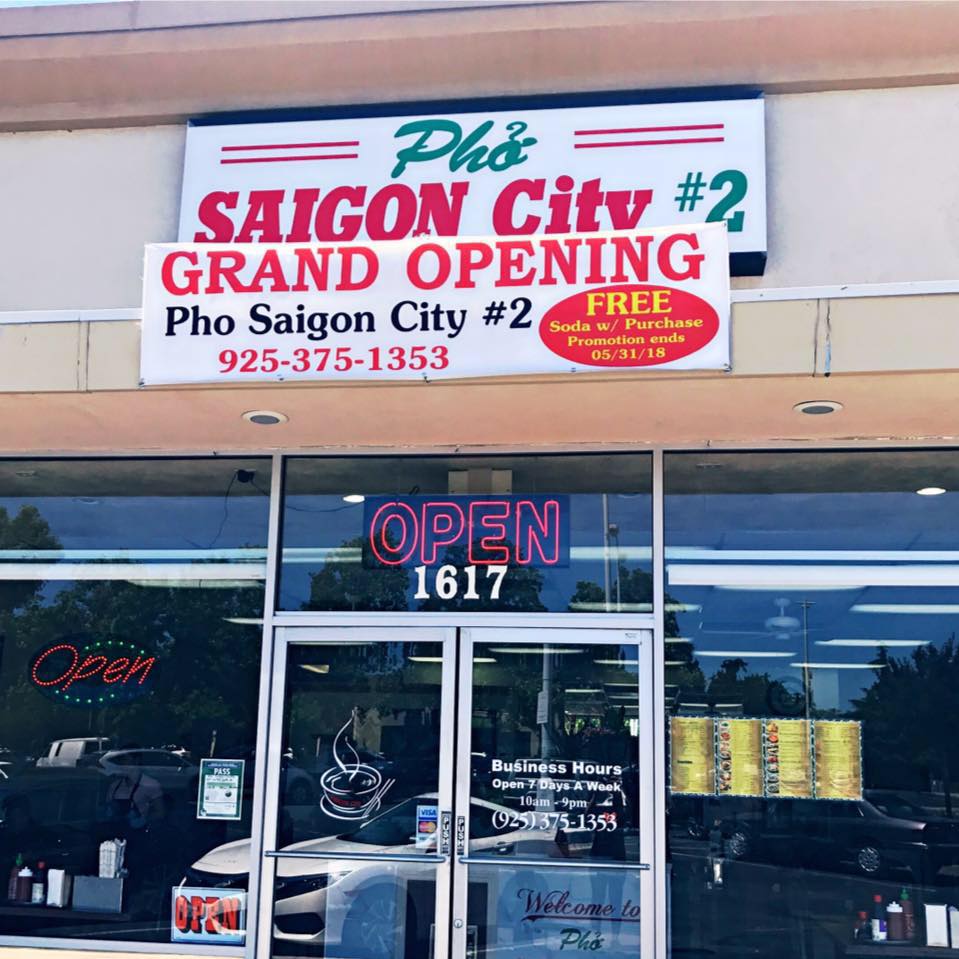 Phở
SAIGON City #2
GRAND OPENING
Pho Saigon City #2
925-375-1353
FREE
Soda w/ Purchase
Promotion ends
05/31/18
OPEN
1617
Open
PASS
Business Hours
Open 7 Days A Week
10am - 9pm
(925) 375-1353
VISA
PUSH
PUSH
OPEN
Welcome to
Phở